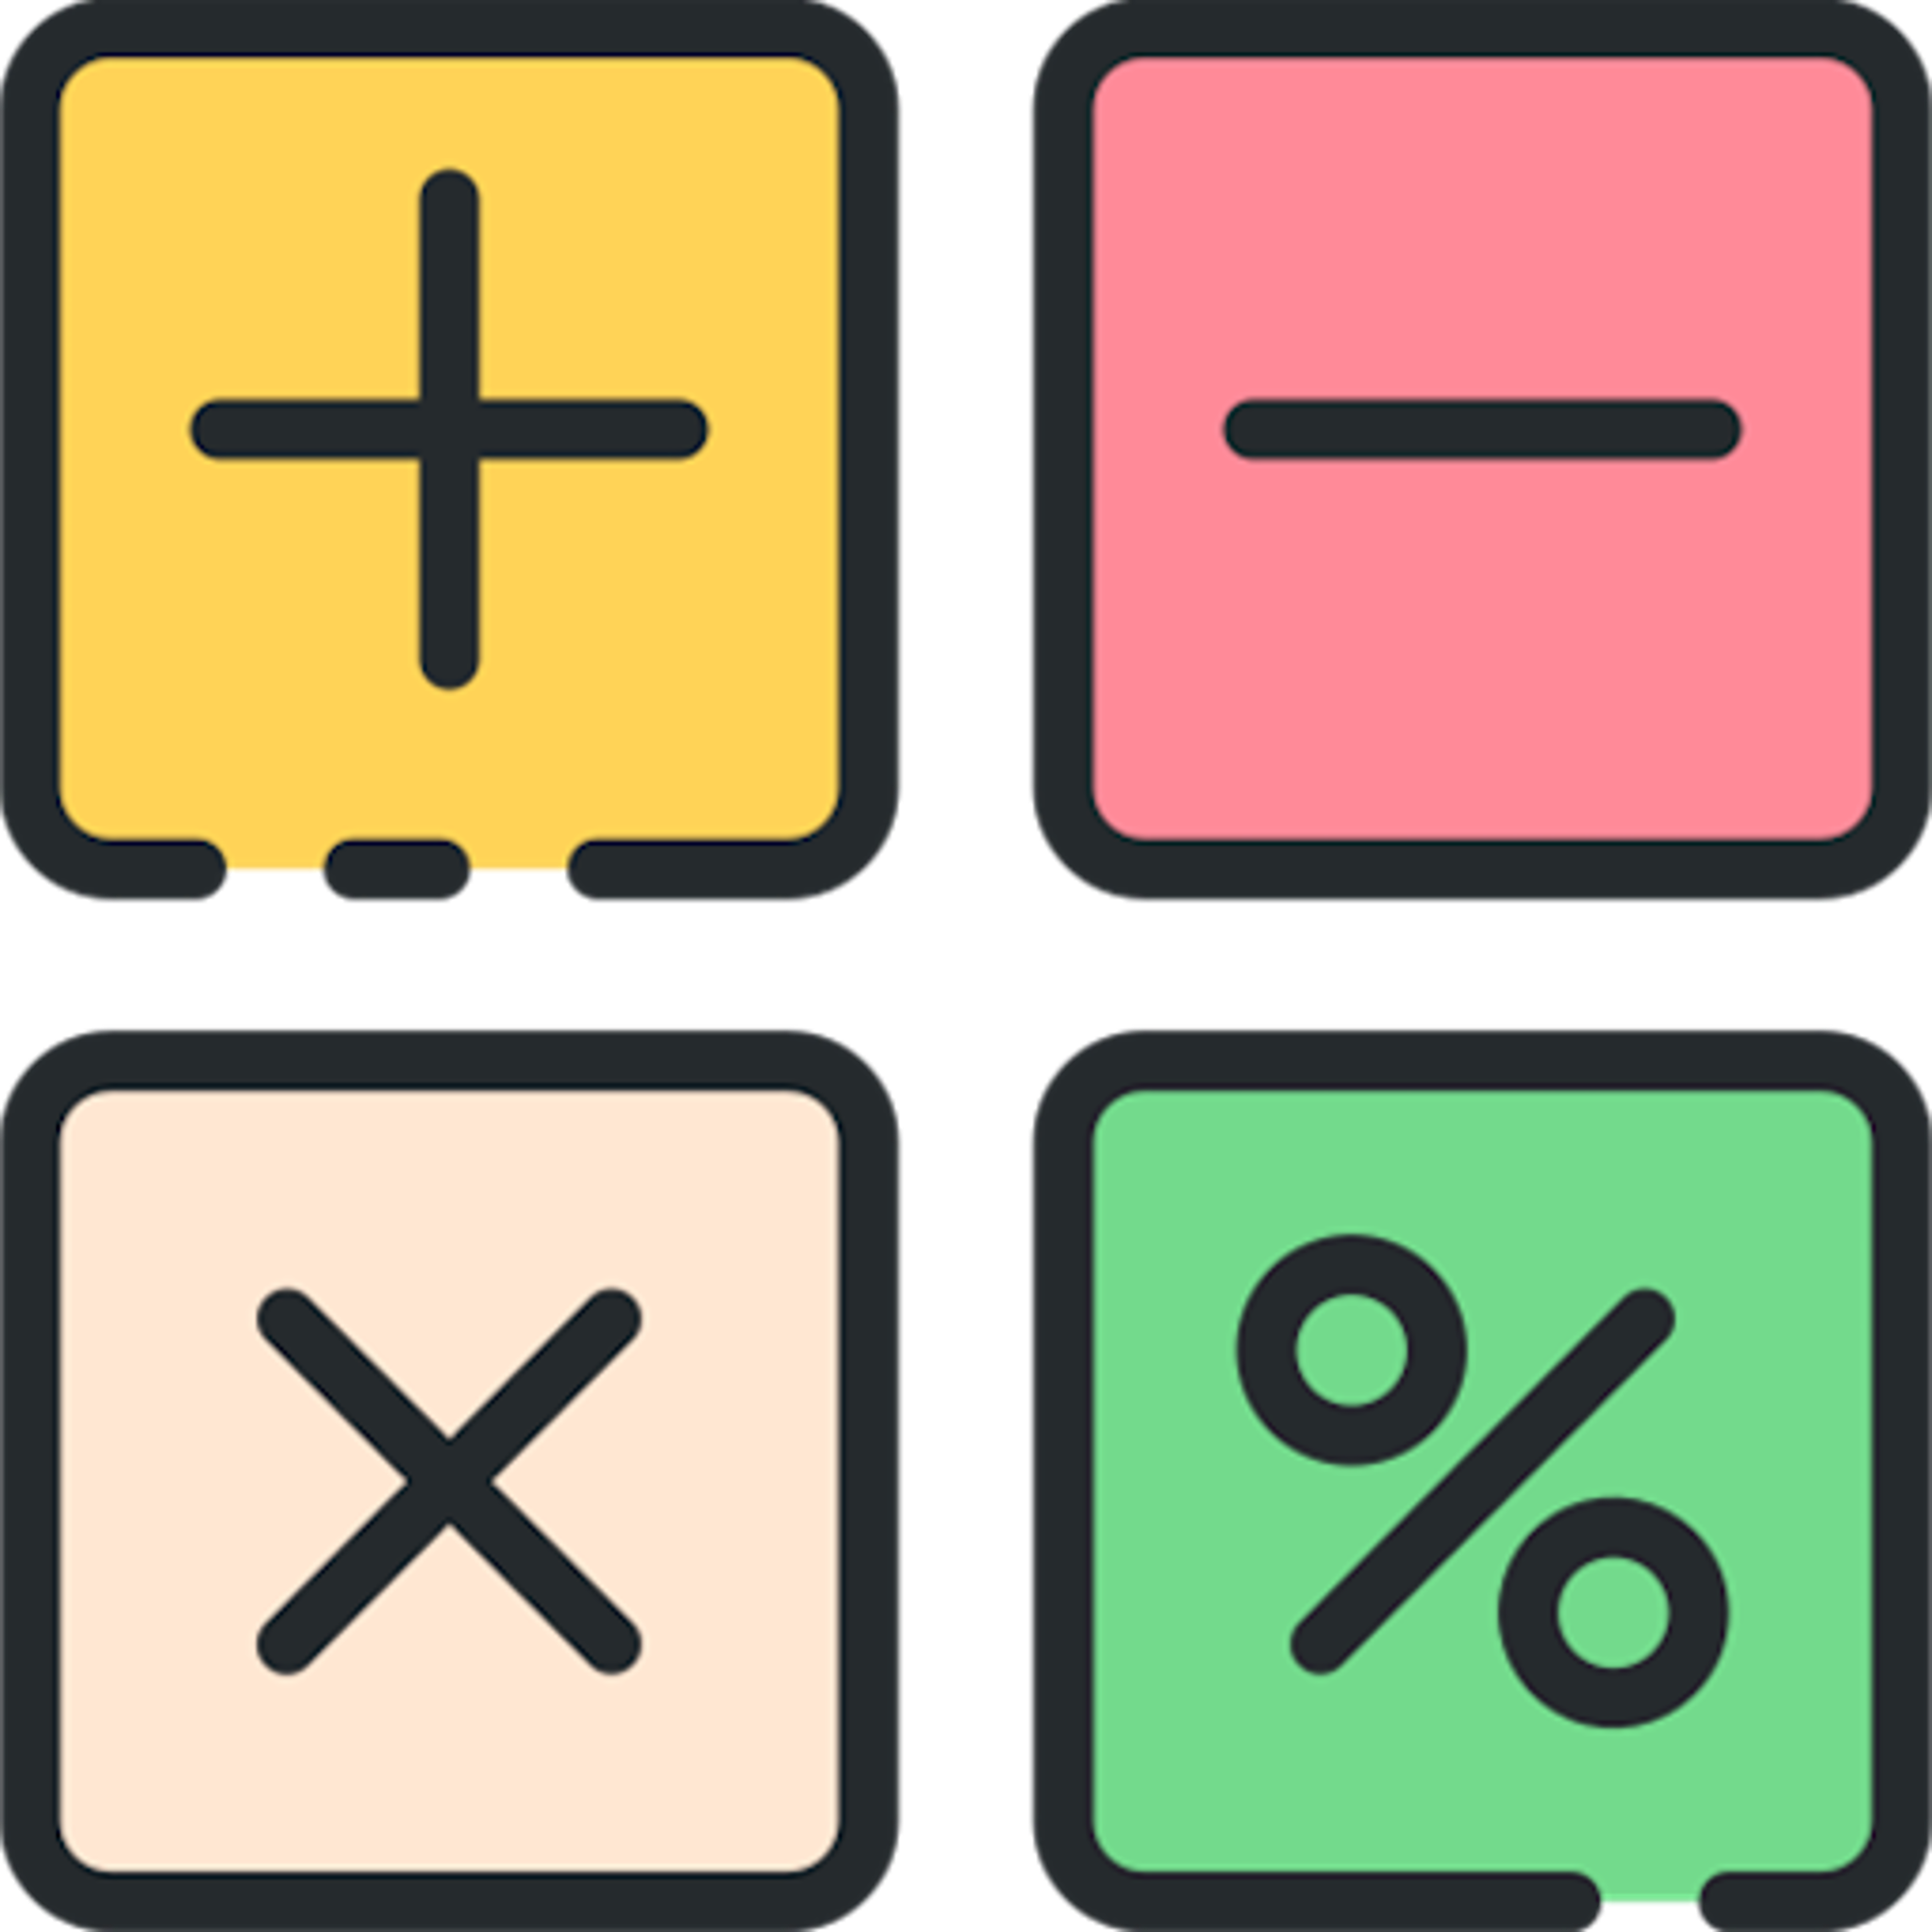 + −
× %